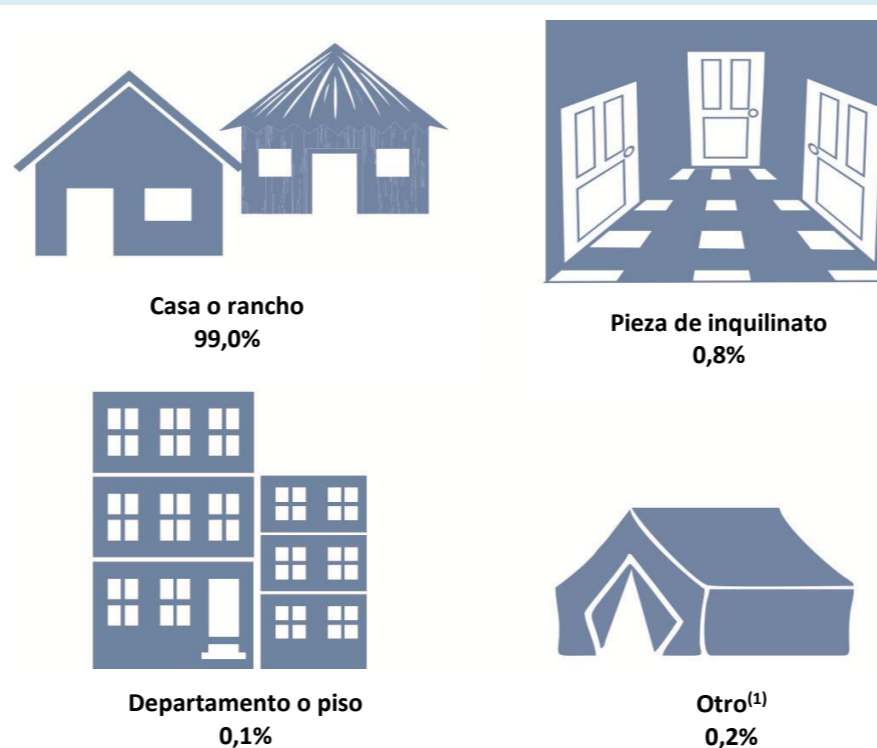 Casa o rancho
99,0%
Pieza de inquilinato
0,8%
Departamento o piso
0,1%
Otro(1)
0,2%